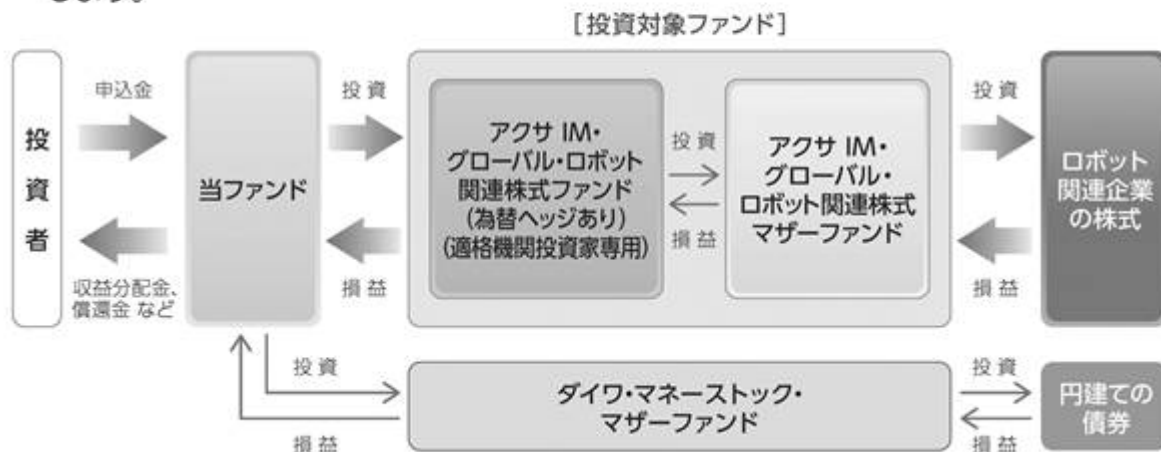 します。
[投資対象ファンド]
投資者
申込金
収益分配金、
償還金 など
当ファンド
投 資
損 益
アクサ IM・
グローバル・ロボット
関連株式ファンド
(為替ヘッジあり)
(適格機関投資家専用)
投 資
損 益
アクサ IM・
グローバル・
ロボット関連株式
マザーファンド
投 資
損 益
ロボット
関連企業
の株式
投 資
損 益
ダイワ・マネーストック・
マザーファンド
投 資
損 益
円建ての
債券